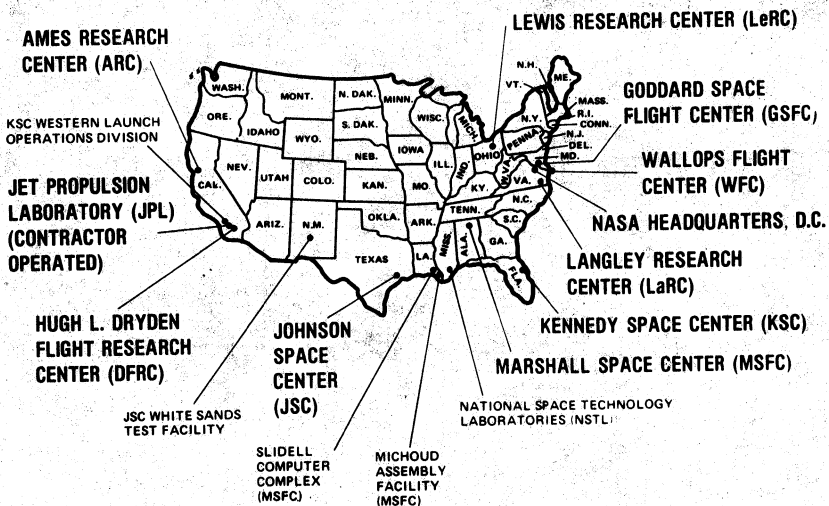 LEWIS RESEARCH CENTER (LeRC)
AMES RESEARCH
CENTER (ARC)
KSC WESTERN LAUNCH
OPERATIONS DIVISION
JET PROPULSION
LABORATORY (JPL)
(CONTRACTOR
OPERATED)
HUGH L. DRYDEN
FLIGHT RESEARCH
CENTER (DFRC)
JSC WHITE SANDS
TEST FACILITY
JOHNSON
SPACE
CENTER
(JSC)
SLIDELL
COMPUTER
COMPLEX
(MSFC)
MICHOUD
ASSEMBLY
FACILITY
(MSFC)
NATIONAL SPACE TECHNOLOGY
LABORATORIES (NSTL)
MARSHALL SPACE CENTER (MSFC)
KENNEDY SPACE CENTER (KSC)
LANGLEY RESEARCH
CENTER (LaRC)
NASA HEADQUARTERS, D.C.
WALLOPS FLIGHT
CENTER (WFC)
GODDARD SPACE
FLIGHT CENTER (GSFC)
WASH.
ORE.
CAL.
NEV.
IDAHO
MONT.
WYO.
UTAH
COLO.
ARIZ.
N.M.
N. DAK.
S. DAK.
NEB.
KAN.
OKLA.
TEXAS
MINN.
IOWA
MO.
ARK.
LA.
WISC.
ILL.
MICH.
IND.
OHIO
KY.
TENN.
MISS.
ALA.
GA.
FLA.
S.C.
N.C.
VA.
W.VA.
PENNA.
N.Y.
VT.
N.H.
ME.
MASS.
R.I.
CONN.
N.J.
DEL.
MD.